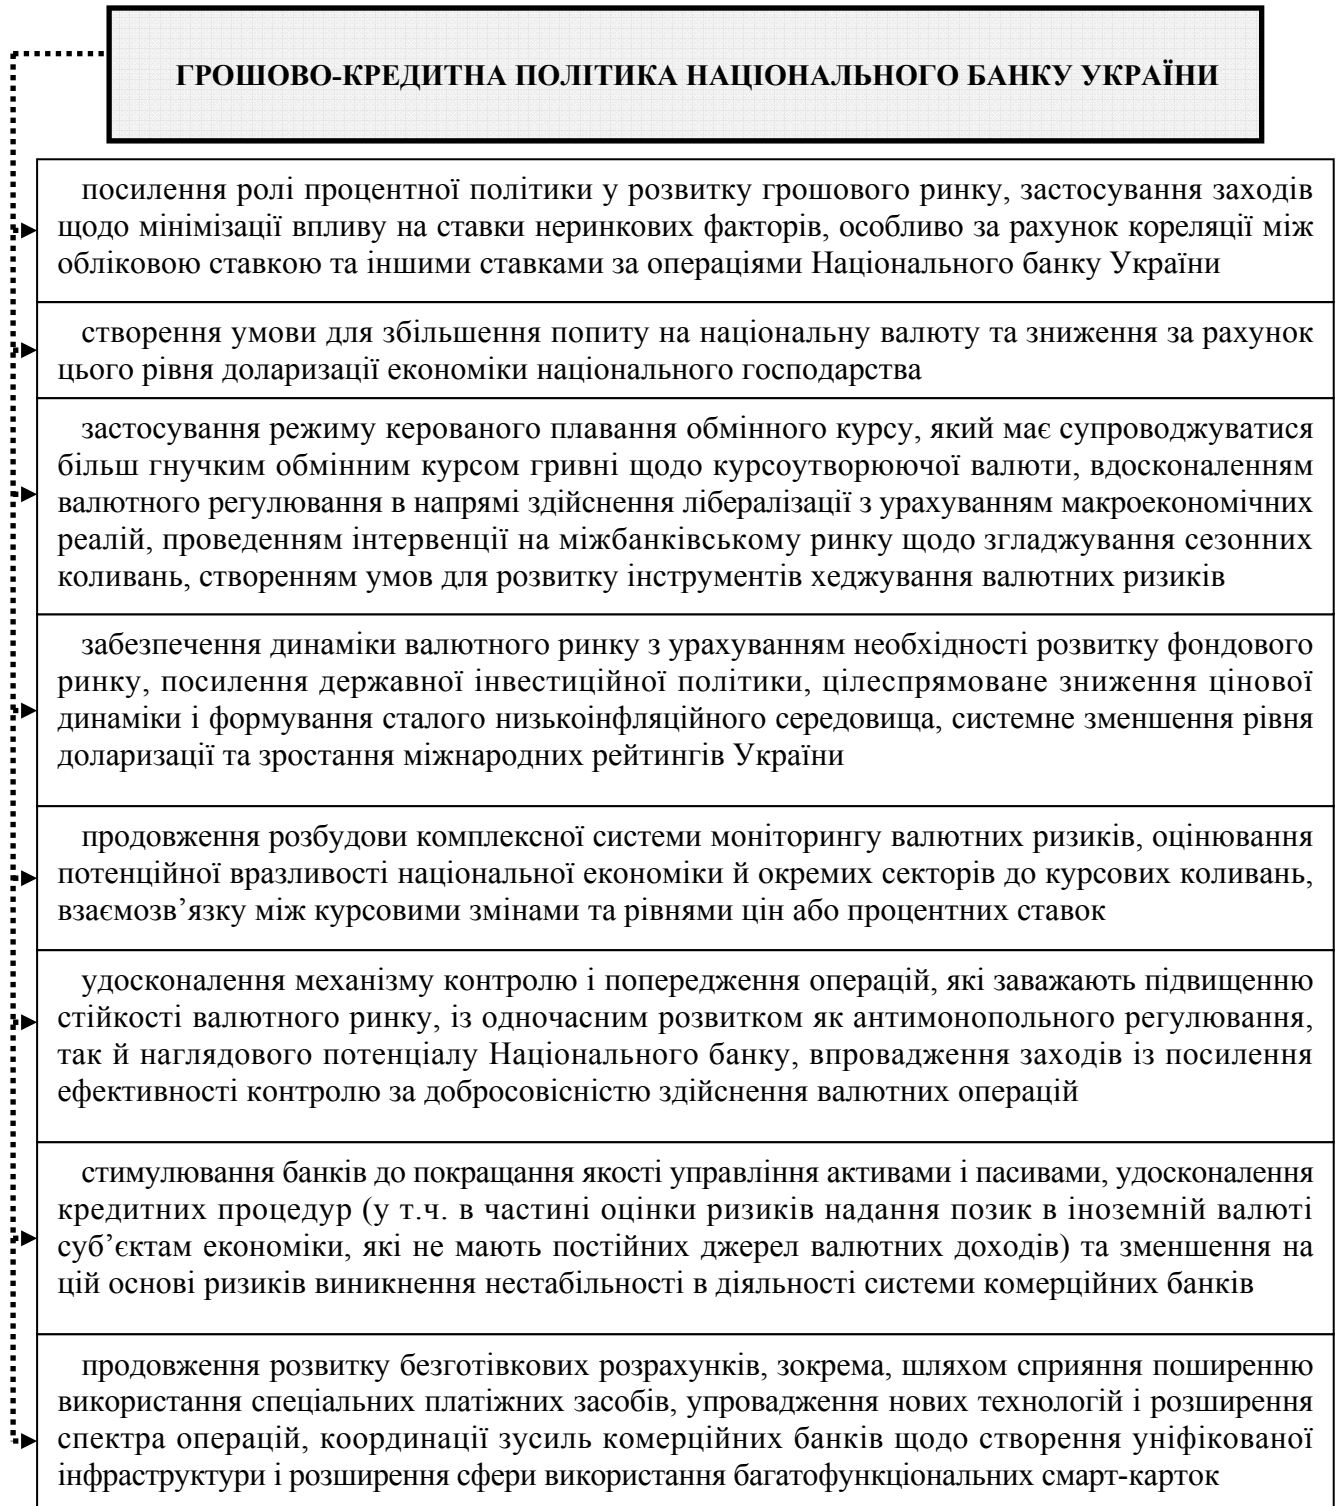 ГРОШОВО-КРЕДИТНА ПОЛІТИКА НАЦІОНАЛЬНОГО БАНКУ УКРАЇНИ
посилення ролі процентної політики у розвитку грошового ринку, застосування заходів
щодо мінімізації впливу на ставки неринкових факторів, особливо за рахунок кореляції між
обліковою ставкою та іншими ставками за операціями Національного банку України
створення умови для збільшення попиту на національну валюту та зниження за рахунок
цього рівня доларизації економіки національного господарства
застосування режиму керованого плавання обмінного курсу, який має супроводжуватися
більш гнучким обмінним курсом гривні щодо курсоутворюючої валюти, вдосконаленням
валютного регулювання в напрямі здійснення лібералізації з урахуванням макроекономічних
реалій, проведенням інтервенції на міжбанківському ринку щодо згладжування сезонних
коливань, створенням умов для розвитку інструментів хеджування валютних ризиків
забезпечення динаміки валютного ринку з урахуванням необхідності розвитку фондового
ринку, посилення державної інвестиційної політики, цілеспрямоване зниження цінової
динаміки і формування сталого низькоінфляційного середовища, системне зменшення рівня
доларизації та зростання міжнародних рейтингів України
продовження розбудови комплексної системи моніторингу валютних ризиків, оцінювання
потенційної вразливості національної економіки й окремих секторів до курсових коливань,
взаємозв’язку між курсовими змінами та рівнями цін або процентних ставок
удосконалення механізму контролю і попередження операцій, які заважають підвищенню
стійкості валютного ринку, із одночасним розвитком як антимонопольного регулювання,
так й наглядового потенціалу Національного банку, впровадження заходів із посилення
ефективності контролю за добросовісністю здійснення валютних операцій
стимулювання банків до покращання якості управління активами і пасивами, удосконалення
кредитних процедур (у т.ч. в частині оцінки ризиків надання позик в іноземній валюті
суб’єктам економіки, які не мають постійних джерел валютних доходів) та зменшення на
цій основі ризиків виникнення нестабільності в діяльності системи комерційних банків
продовження розвитку безготівкових розрахунків, зокрема, шляхом сприяння поширенню
використання спеціальних платіжних засобів, упровадження нових технологій і розширення
спектра операцій, координації зусиль комерційних банків щодо створення уніфікованої
інфраструктури і розширення сфери використання багатофункціональних смарт-карток